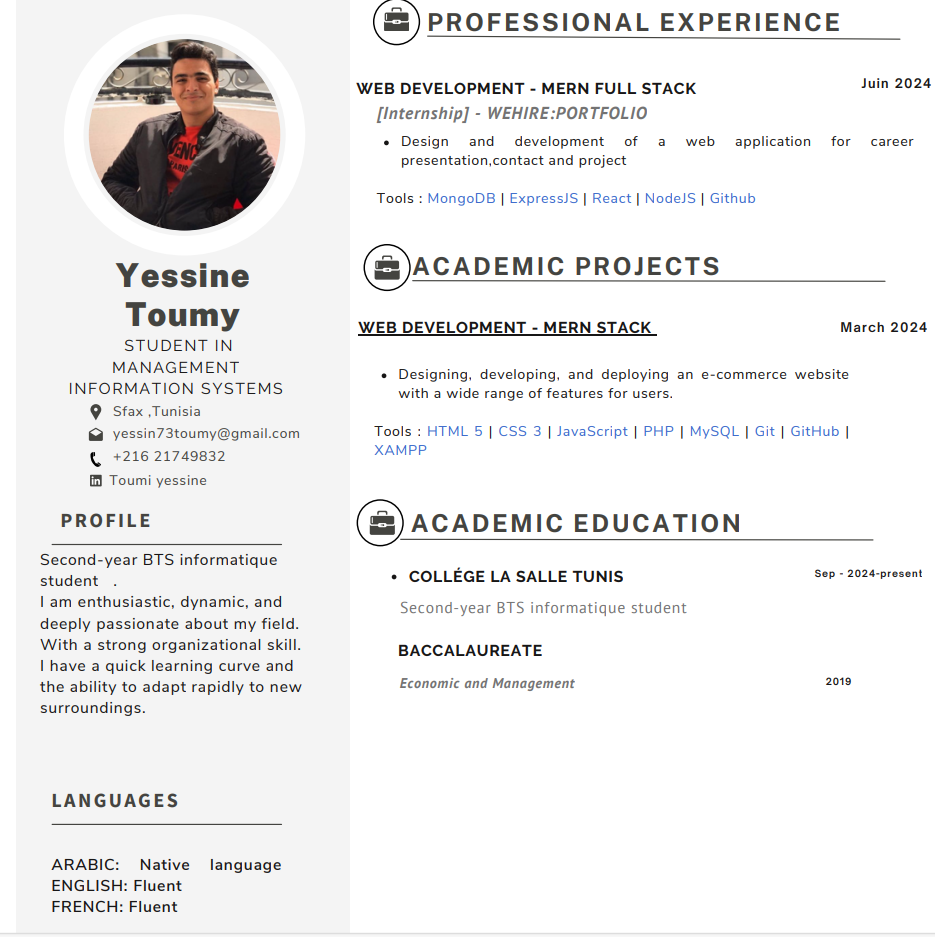 Yessine
Toumy
STUDENT IN
MANAGEMENT
INFORMATION SYSTEMS
Sfax ,Tunisia
yessin73toumy@gmail.com
+216 21749832
Toumi yessine
PROFILE
Second-year BTS informatique
student .
I am enthusiastic, dynamic, and
deeply passionate about my field.
With a strong organizational skill.
I have a quick learning curve and
the ability to adapt rapidly to new
surroundings.
LANGUAGES
ARABIC: Native language
ENGLISH: Fluent
FRENCH: Fluent
PROFESSIONAL EXPERIENCE
WEB DEVELOPMENT - MERN FULL STACK
Juin 2024
[Internship] - WEHIRE:PORTFOLIO
• Design and development of a web application for career
presentation,contact and project
Tools : MongoDB | ExpressJS | React | NodeJS | Github
ACADEMIC PROJECTS
WEB DEVELOPMENT - MERN STACK
March 2024
• Designing, developing, and deploying an e-commerce website
with a wide range of features for users.
Tools : HTML 5 | CSS 3 | JavaScript | PHP | MySQL | Git | GitHub |
XAMPP
ACADEMIC EDUCATION
• COLLÉGE LA SALLE TUNIS
Sep - 2024-present
Second-year BTS informatique student
BACCALAUREATE
Economic and Management
2019